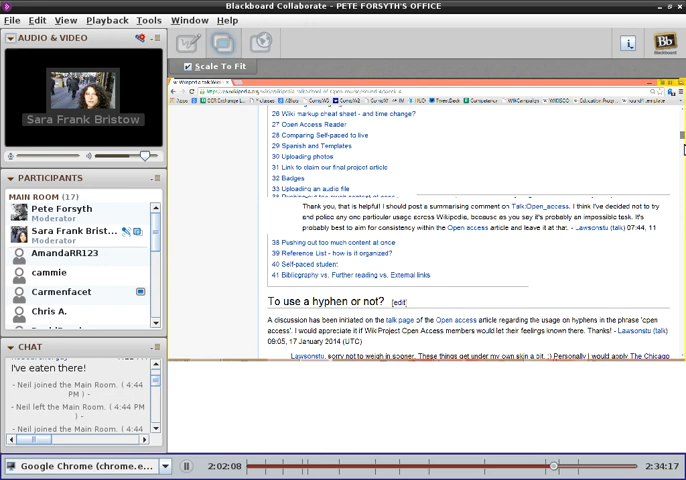 Blackboard Collaborate - PETE FORSYTH'S OFFICE
File Edit View Playback Tools Window Help
AUDIO & VIDEO
Sara Frank Bristow
Scale To Fit
Bb
PARTICIPANTS
MAIN ROOM (17)
Pete Forsyth
Moderator
Sara Frank Brist...
Moderator
AmandaRR123
cammie
Carmenfacet
Chris A.
CHAT
I've eaten there!
- Neil joined the Main Room. ( 4:44
PM ) -
- Neil left the Main Room. ( 4:44
PM ) -
- Neil joined the Main Room. ( 4:44
26 Wiki markup cheat sheet - and time change?
27 Open Access Reader
28 Comparing Self-paced to live
29 Spanish and Templates
30 Uploading photos
31 Link to claim our final project article
32 Badges
33 Uploading an audio file
Thank you, that is helpful! I should post a summarising comment on Talk:Open_access. I think I've decided not to try
and police any one particular usage across Wikipedia, because as you say it's probably an impossible task. It's
probably best to aim for consistency within the Open access article and leave it at that. - Lawsonstu (talk) 07:44, 11
38 Pushing out too much content at once
39 Reference List - how is it organized?
40 Self-paced student
41 Bibliography vs. Further reading vs. External links
To use a hyphen or not? [edit]
A discussion has been initiated on the talk page of the Open access article regarding the usage on hyphens in the phrase 'open
access'. I would appreciate it if Wiki Project Open Access members would let their feelings known there. Thanks! - Lawsonstu (talk)
09:05, 17 January 2014 (UTC)
Lawsonstu, sorry not to weigh in sooner. These things get under my own skin a bit. :) Personally I would apply The Chicago
Google Chrome (chrome.e... 2:02:08 2:34:17